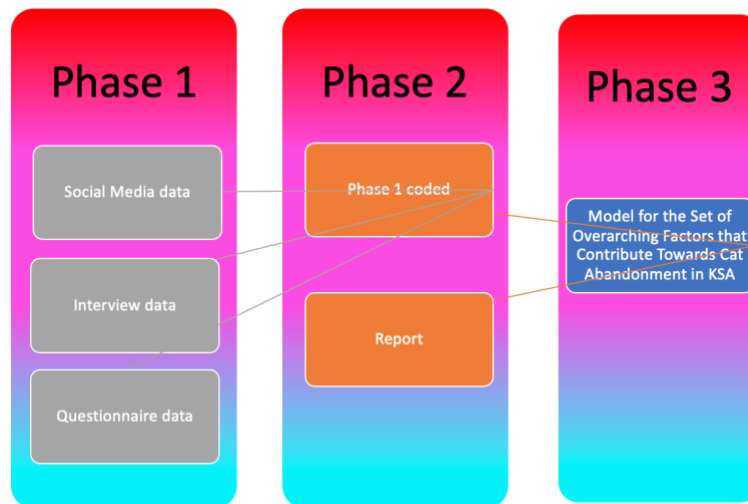 Phase 1
Social Media data
Interview data
Questionnaire data
Phase 2
Phase 1 coded
Report
Phase 3
Model for the Set of
Overarching Factors that
Contribute Towards Cat
Abandonment in KSA